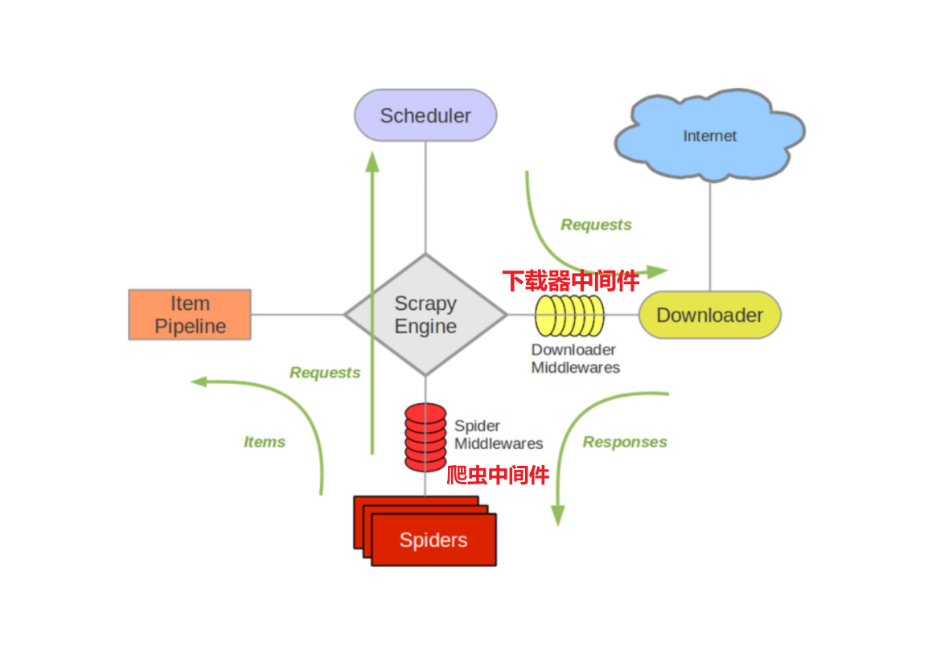 Scheduler
Internet
Requests
下载器中间件
Item
Pipeline
Scrapy
Engine
Downloader
Downloader
Middlewares
Requests
Items
Spider
Middlewares
Responses
爬虫中间件
Spiders